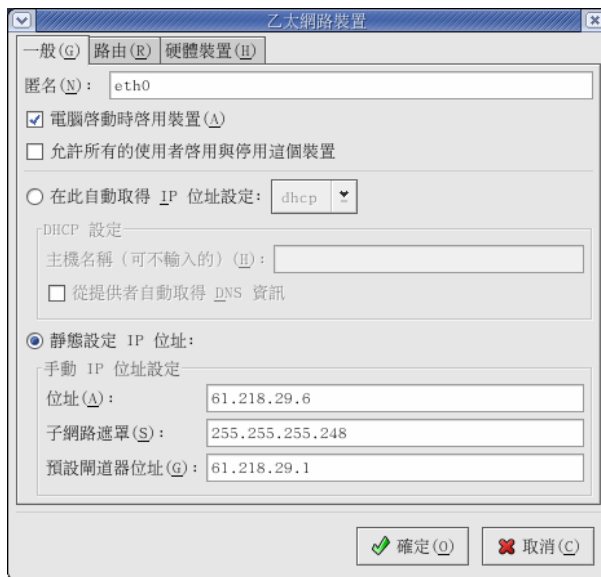 乙太網路裝置
一般(G) 路由(R) 硬體裝置(H)
匿名(N): eth0
電腦啓動時啓用裝置(A)
允許所有的使用者啓用與停用這個裝置
在此自動取得 IP 位址設定: dhcp
DHCP 設定
主機名稱 (可不輸入的) (H):
從提供者自動取得 DNS 資訊
靜態設定 IP 位址:
手動 IP 位址設定
位址(A): 61.218.29.6
子網路遮罩(S): 255.255.255.248
預設閘道器位址(G): 61.218.29.1
確定(O) 取消(C)